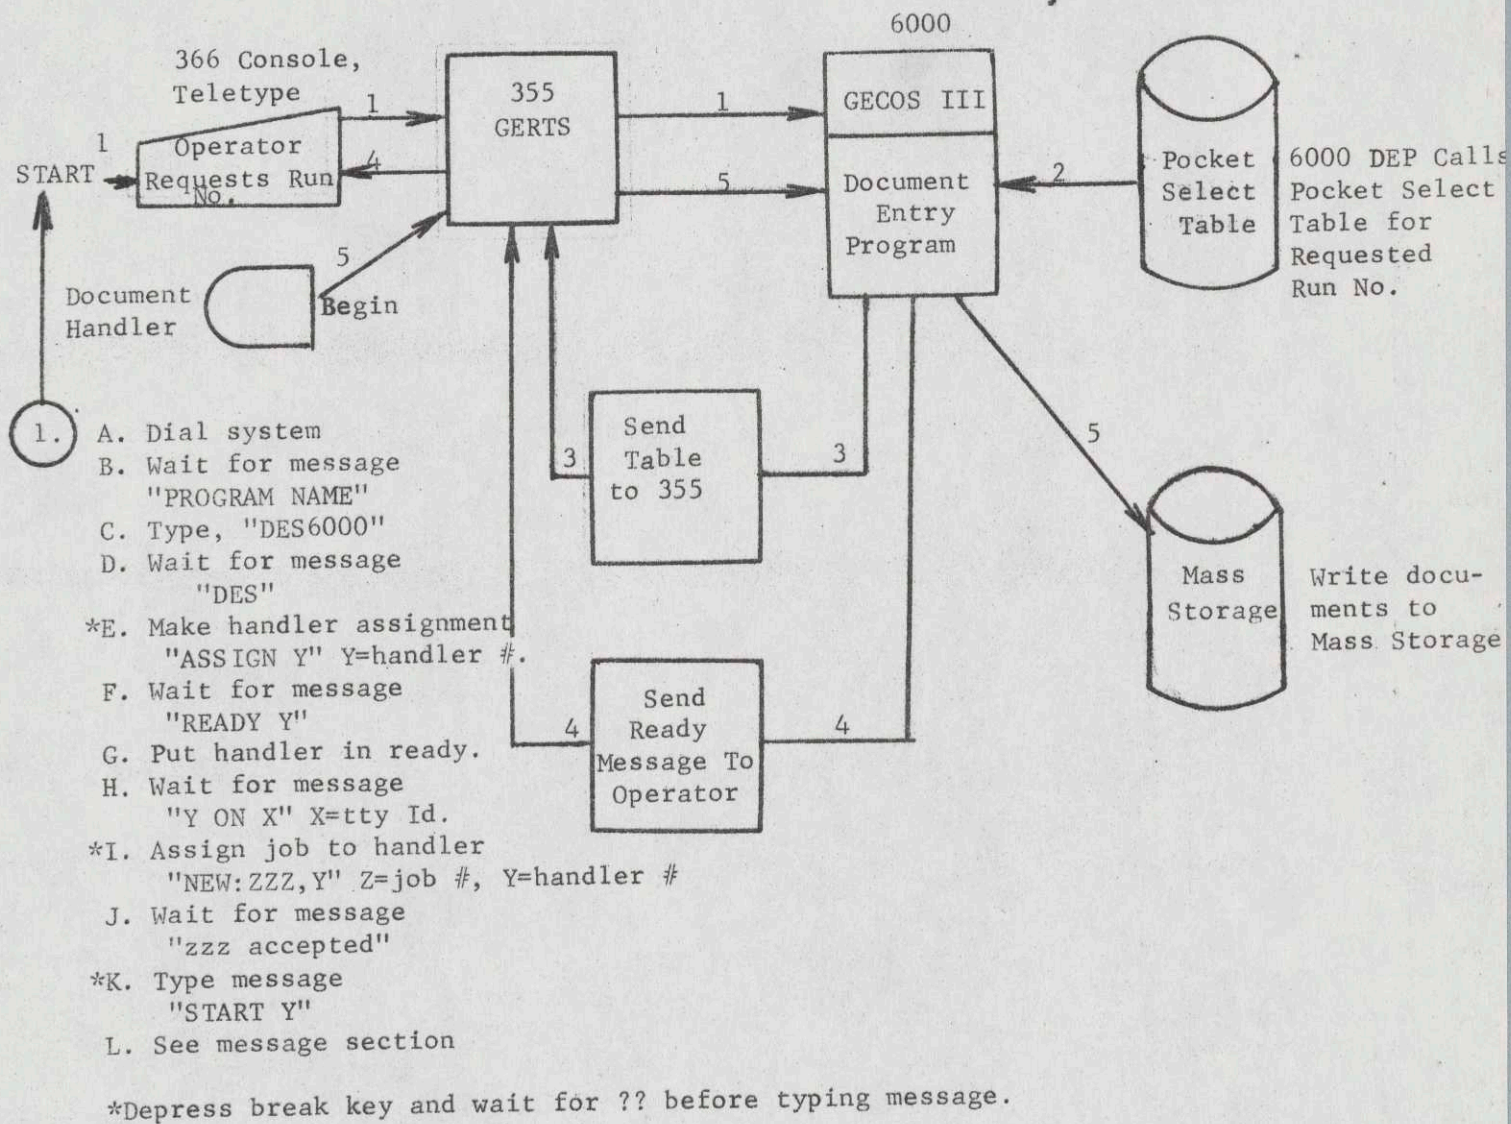 6000
366 Console,
Teletype
1
START
Operator
Requests Run
No.
1
4
355
GERTS
1
5
GECOS III
Document
Entry
Program
2
Pocket
Select
Table
6000 DEP Calls
Pocket Select
Table for
Requested
Run No.
Document
Handler
5
Begin
Send
Table
to 355
3
3
5
Mass
Storage
Write docu-
ments to
Mass Storage
Send
Ready
Message To
Operator
4
4
1.
A. Dial system
B. Wait for message
"PROGRAM NAME"
C. Type, "DES6000"
D. Wait for message
"DES"
*E. Make handler assignment
"ASSIGN Y" Y=handler #.
F. Wait for message
"READY Y"
G. Put handler in ready.
H. Wait for message
"Y ON X" X=tty Id.
*I. Assign job to handler
"NEW:ZZZ,Y" Z=job #, Y=handler #
J. Wait for message
"zzz accepted"
*K. Type message
"START Y"
L. See message section
*Depress break key and wait for ?? before typing message.